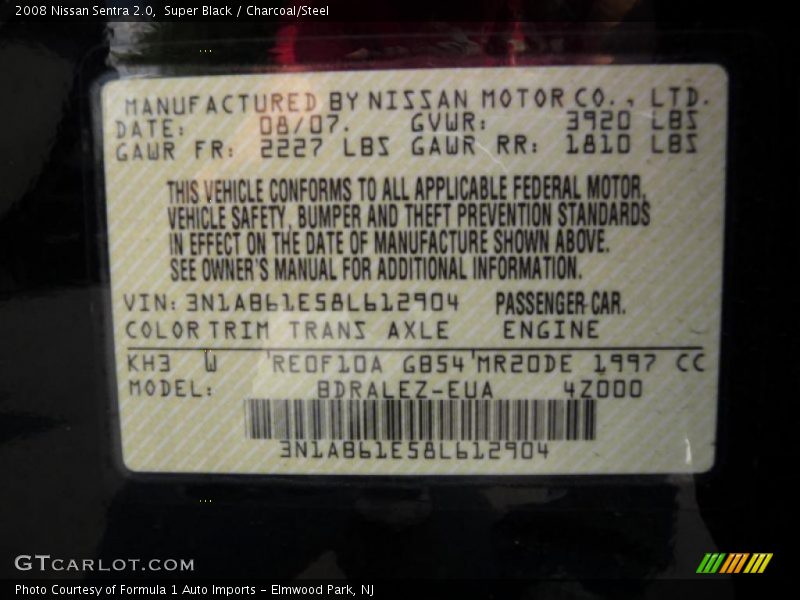 2008 Nissan Sentra 2.0,  Super Black / Charcoal/Steel
MANUFACTURED BY NISSAN MOTOR CO., LTD.
DATE: 08/07. GVWR: 3920 LBS
GAWR FR: 2227 LBS GAWR RR: 1810 LBS
THIS VEHICLE CONFORMS TO ALL APPLICABLE FEDERAL MOTOR
VEHICLE SAFETY, BUMPER AND THEFT PREVENTION STANDARDS
IN EFFECT ON THE DATE OF MANUFACTURE SHOWN ABOVE.
SEE OWNER'S MANUAL FOR ADDITIONAL INFORMATION.
VIN: 3N1AB61E58L612904 PASSENGER CAR.
COLOR TRIM TRANS AXLE ENGINE
KH3 W 'RE0F10A GB54'MR20DE 1997 CC
MODEL: BDRALEZ-EUA 4Z000
3N1AB61E58L612904
GTCARLOT.COM
Photo Courtesy of Formula 1 Auto Imports - Elmwood Park, NJ